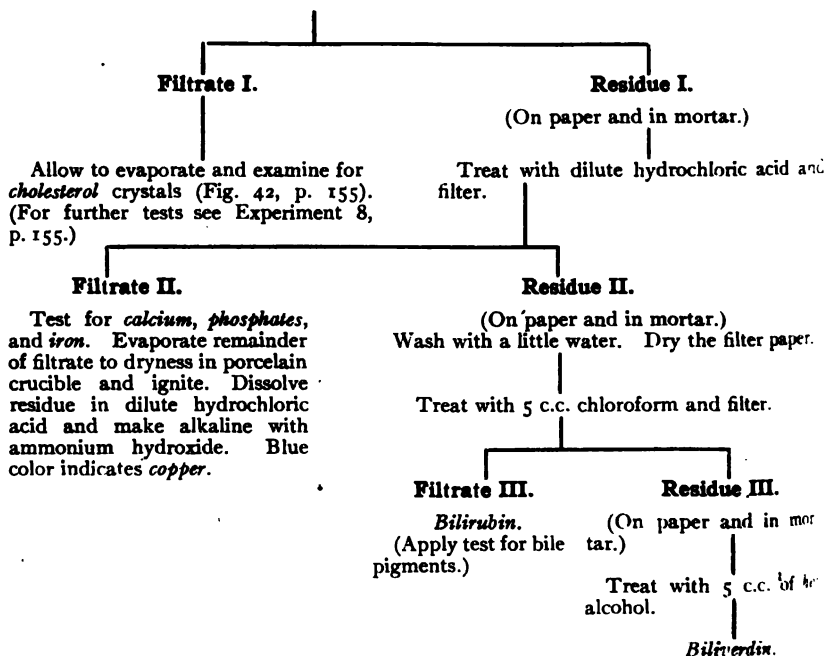 Filtrate I.
Residue I.
(On paper and in mortar.)
Allow to evaporate and examine for
cholesterol crystals (Fig. 42, p. 155).
(For further tests see Experiment 8,
p. 155.)
Treat with dilute hydrochloric acid and
filter.
Filtrate II.
Test for calcium, phosphates,
and iron. Evaporate remainder
of filtrate to dryness in porcelain
crucible and ignite. Dissolve
residue in dilute hydrochloric
acid and make alkaline with
ammonium hydroxide. Blue
color indicates copper.
Residue II.
(On paper and in mortar.)
Wash with a little water. Dry the filter paper.
Treat with 5 c.c. chloroform and filter.
Filtrate III.
Bilirubin.
(Apply test for bile
pigments.)
Residue III.
(On paper and in mor
tar.)
Treat with 5 c.c. of
alcohol.
Biliverdin.